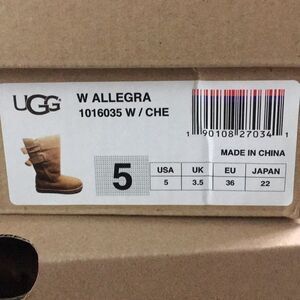 UGG
W ALLEGRA
1016035 W / CHE
1 90108 27034 1
MADE IN CHINA
5
USA UK EU JAPAN
5 3.5 36 22